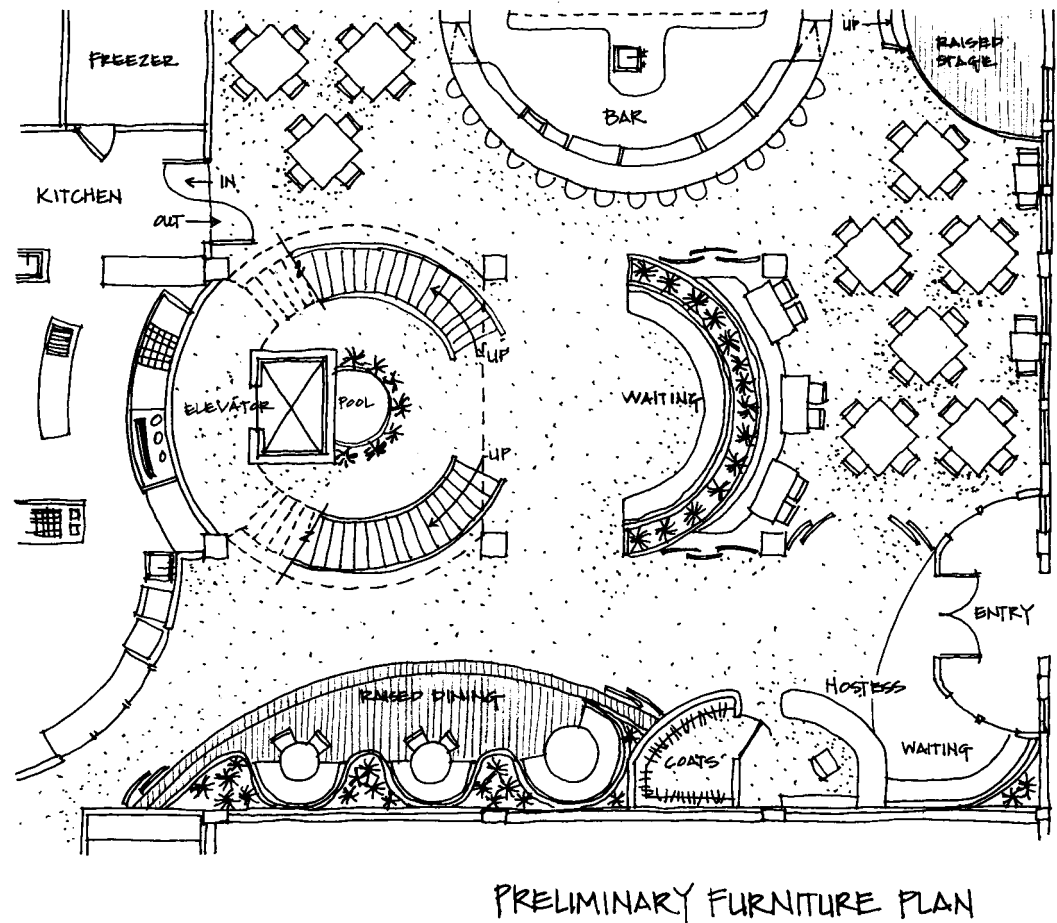 UP
FREEZER
RAISED
STAGE
BAR
KITCHEN
IN
OUT
UP
ELEVATOR
POOL
WAITING
UP
ENTRY
RAISED DINING
HOSTESS
COATS
WAITING
PRELIMINARY FURNITURE PLAN